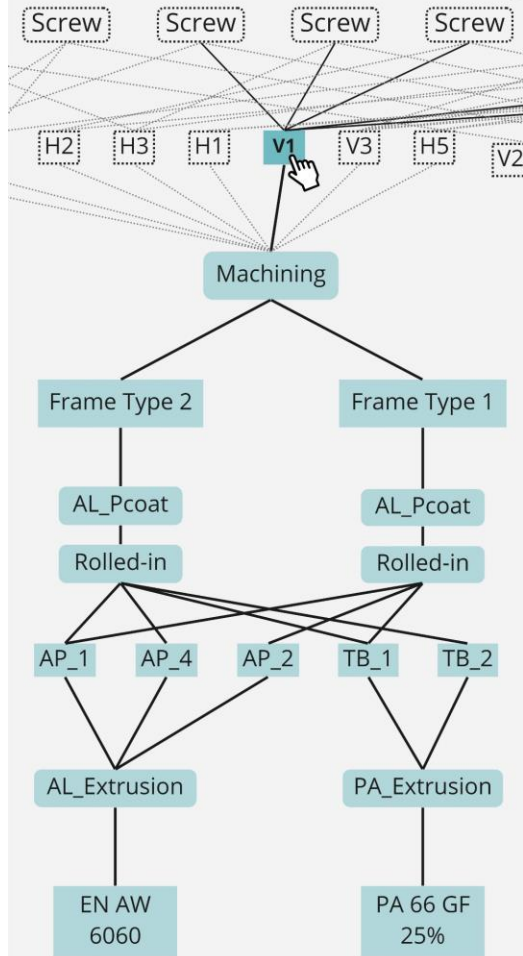 Screw Screw Screw Screw
H2 H3 H1 V1 V3 H5 V2
Machining
Frame Type 2 Frame Type 1
AL_Pcoat AL_Pcoat
Rolled-in Rolled-in
AP_1 AP_4 AP_2 TB_1 TB_2
AL_Extrusion PA_Extrusion
EN AW PA 66 GF
6060 25%